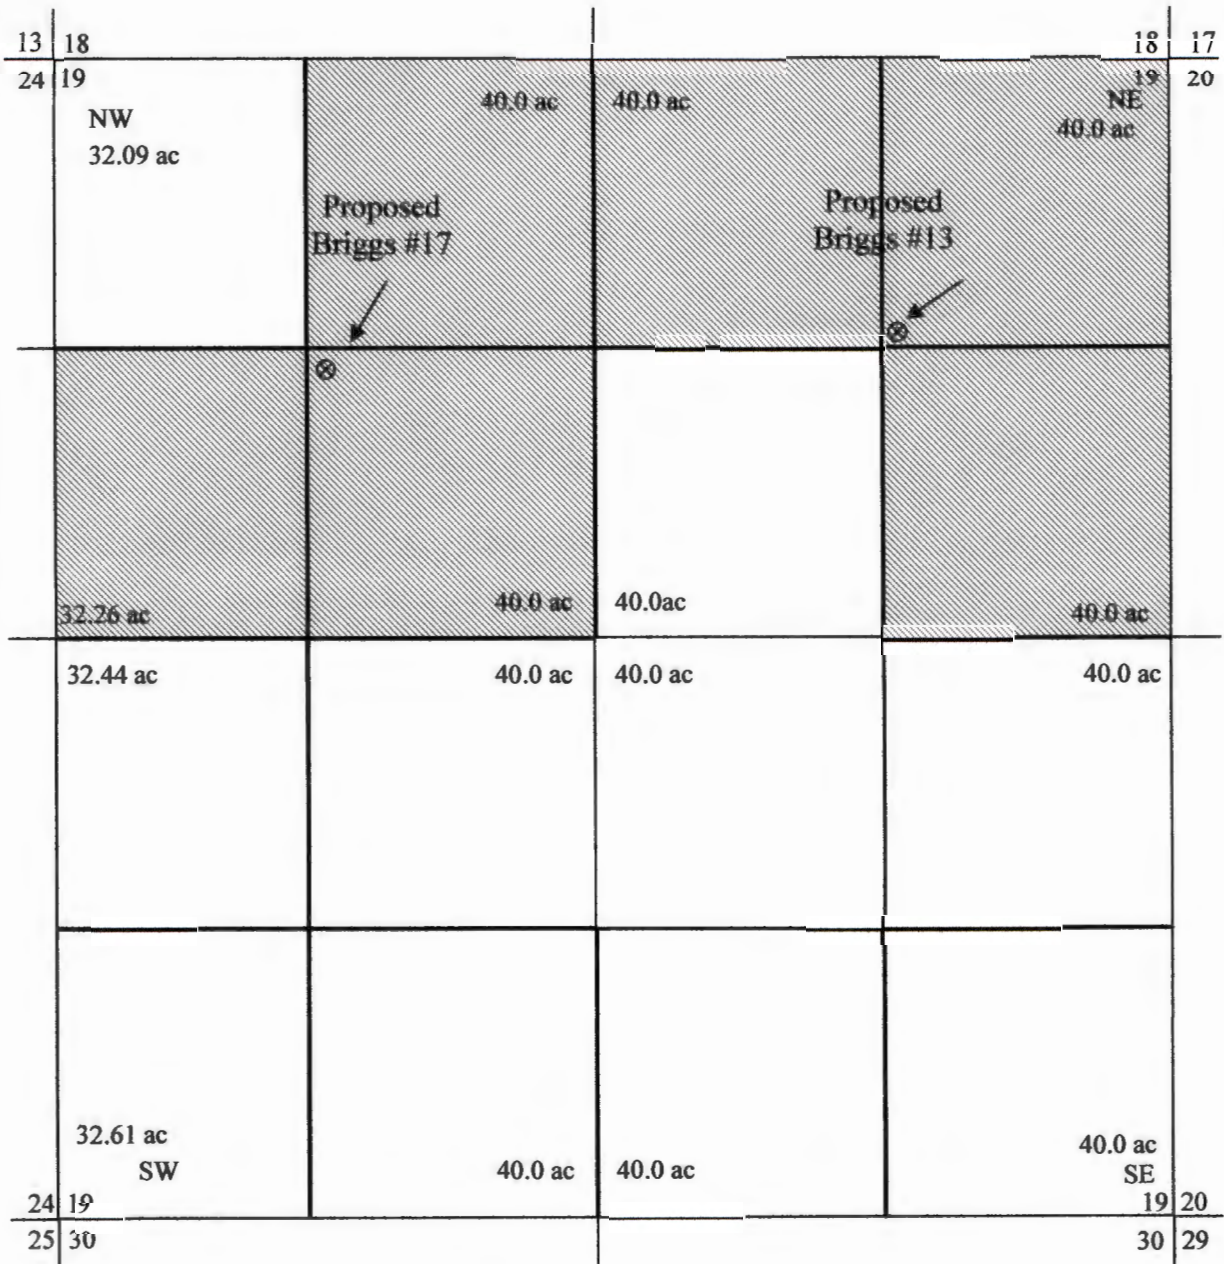 13 18
18 17
24 19
19 20
NW
32.09 ac
40.0 ac
40.0 ac
NE
40.0 ac
Proposed
Briggs #17
Proposed
Briggs #13
32.26 ac
40.0 ac
40.0ac
40.0 ac
32.44 ac
40.0 ac
40.0 ac
40.0 ac
32.61 ac
SW
40.0 ac
40.0 ac
40.0 ac
SE
24 19
19 20
25 30
30 29